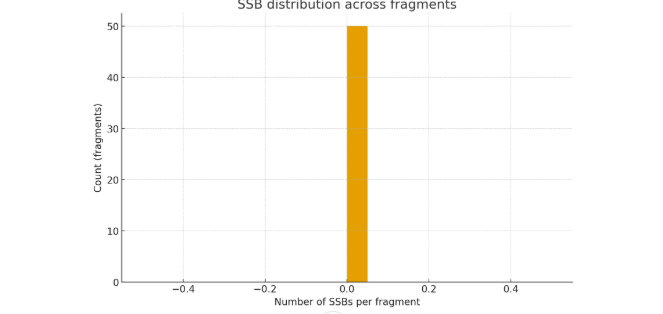 SSB distribution across fragments
50
40
30
20
10
0
Count (fragments)
−0.4 −0.2 0.0 0.2 0.4
Number of SSBs per fragment